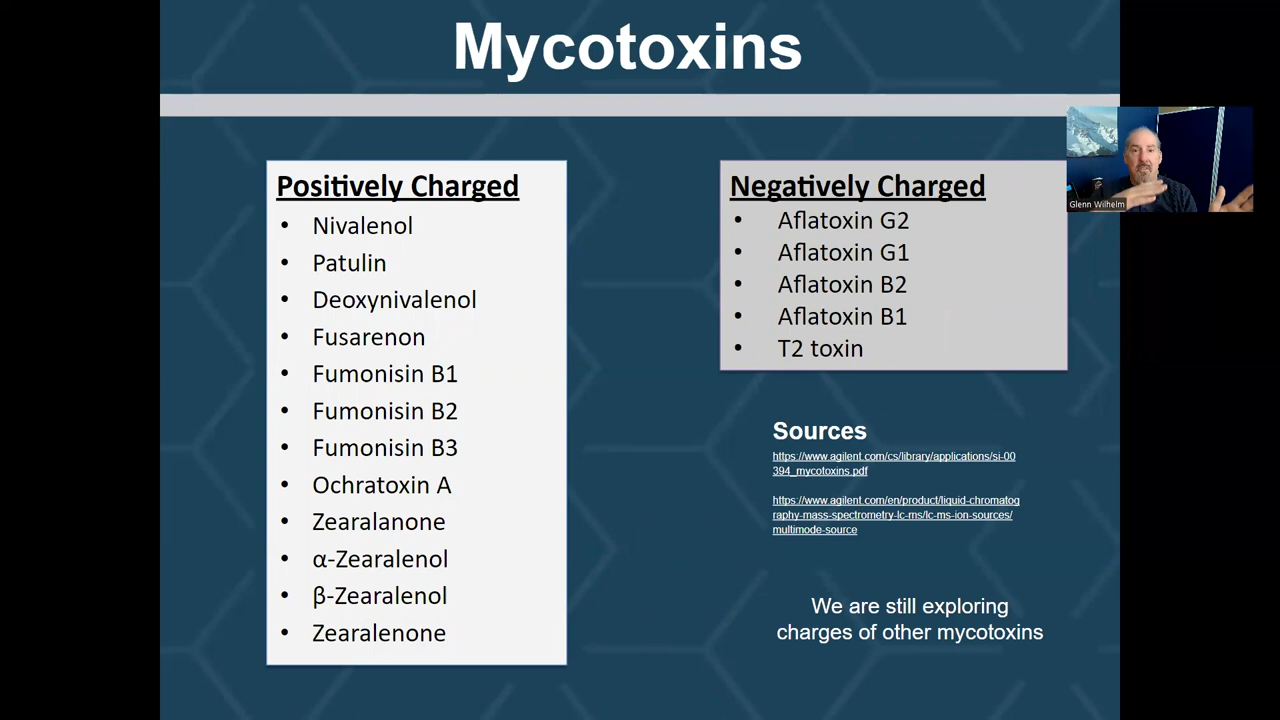 Mycotoxins
Positively Charged
• Nivalenol
• Patulin
• Deoxynivalenol
• Fusarenon
• Fumonisin B1
• Fumonisin B2
• Fumonisin B3
• Ochratoxin A
• Zearalanone
• α-Zearalenol
• β-Zearalenol
• Zearalenone
Negatively Charged
• Aflatoxin G2
• Aflatoxin G1
• Aflatoxin B2
• Aflatoxin B1
• T2 toxin
Glenn Wilhelm
Sources
https://www.agilent.com/cs/library/applications/si-00
394_mycotoxins.pdf
https://www.agilent.com/en/product/liquid-chromatog
raphy-mass-spectrometry-lc-ms/lc-ms-ion-sources/
multimode-source
We are still exploring
charges of other mycotoxins